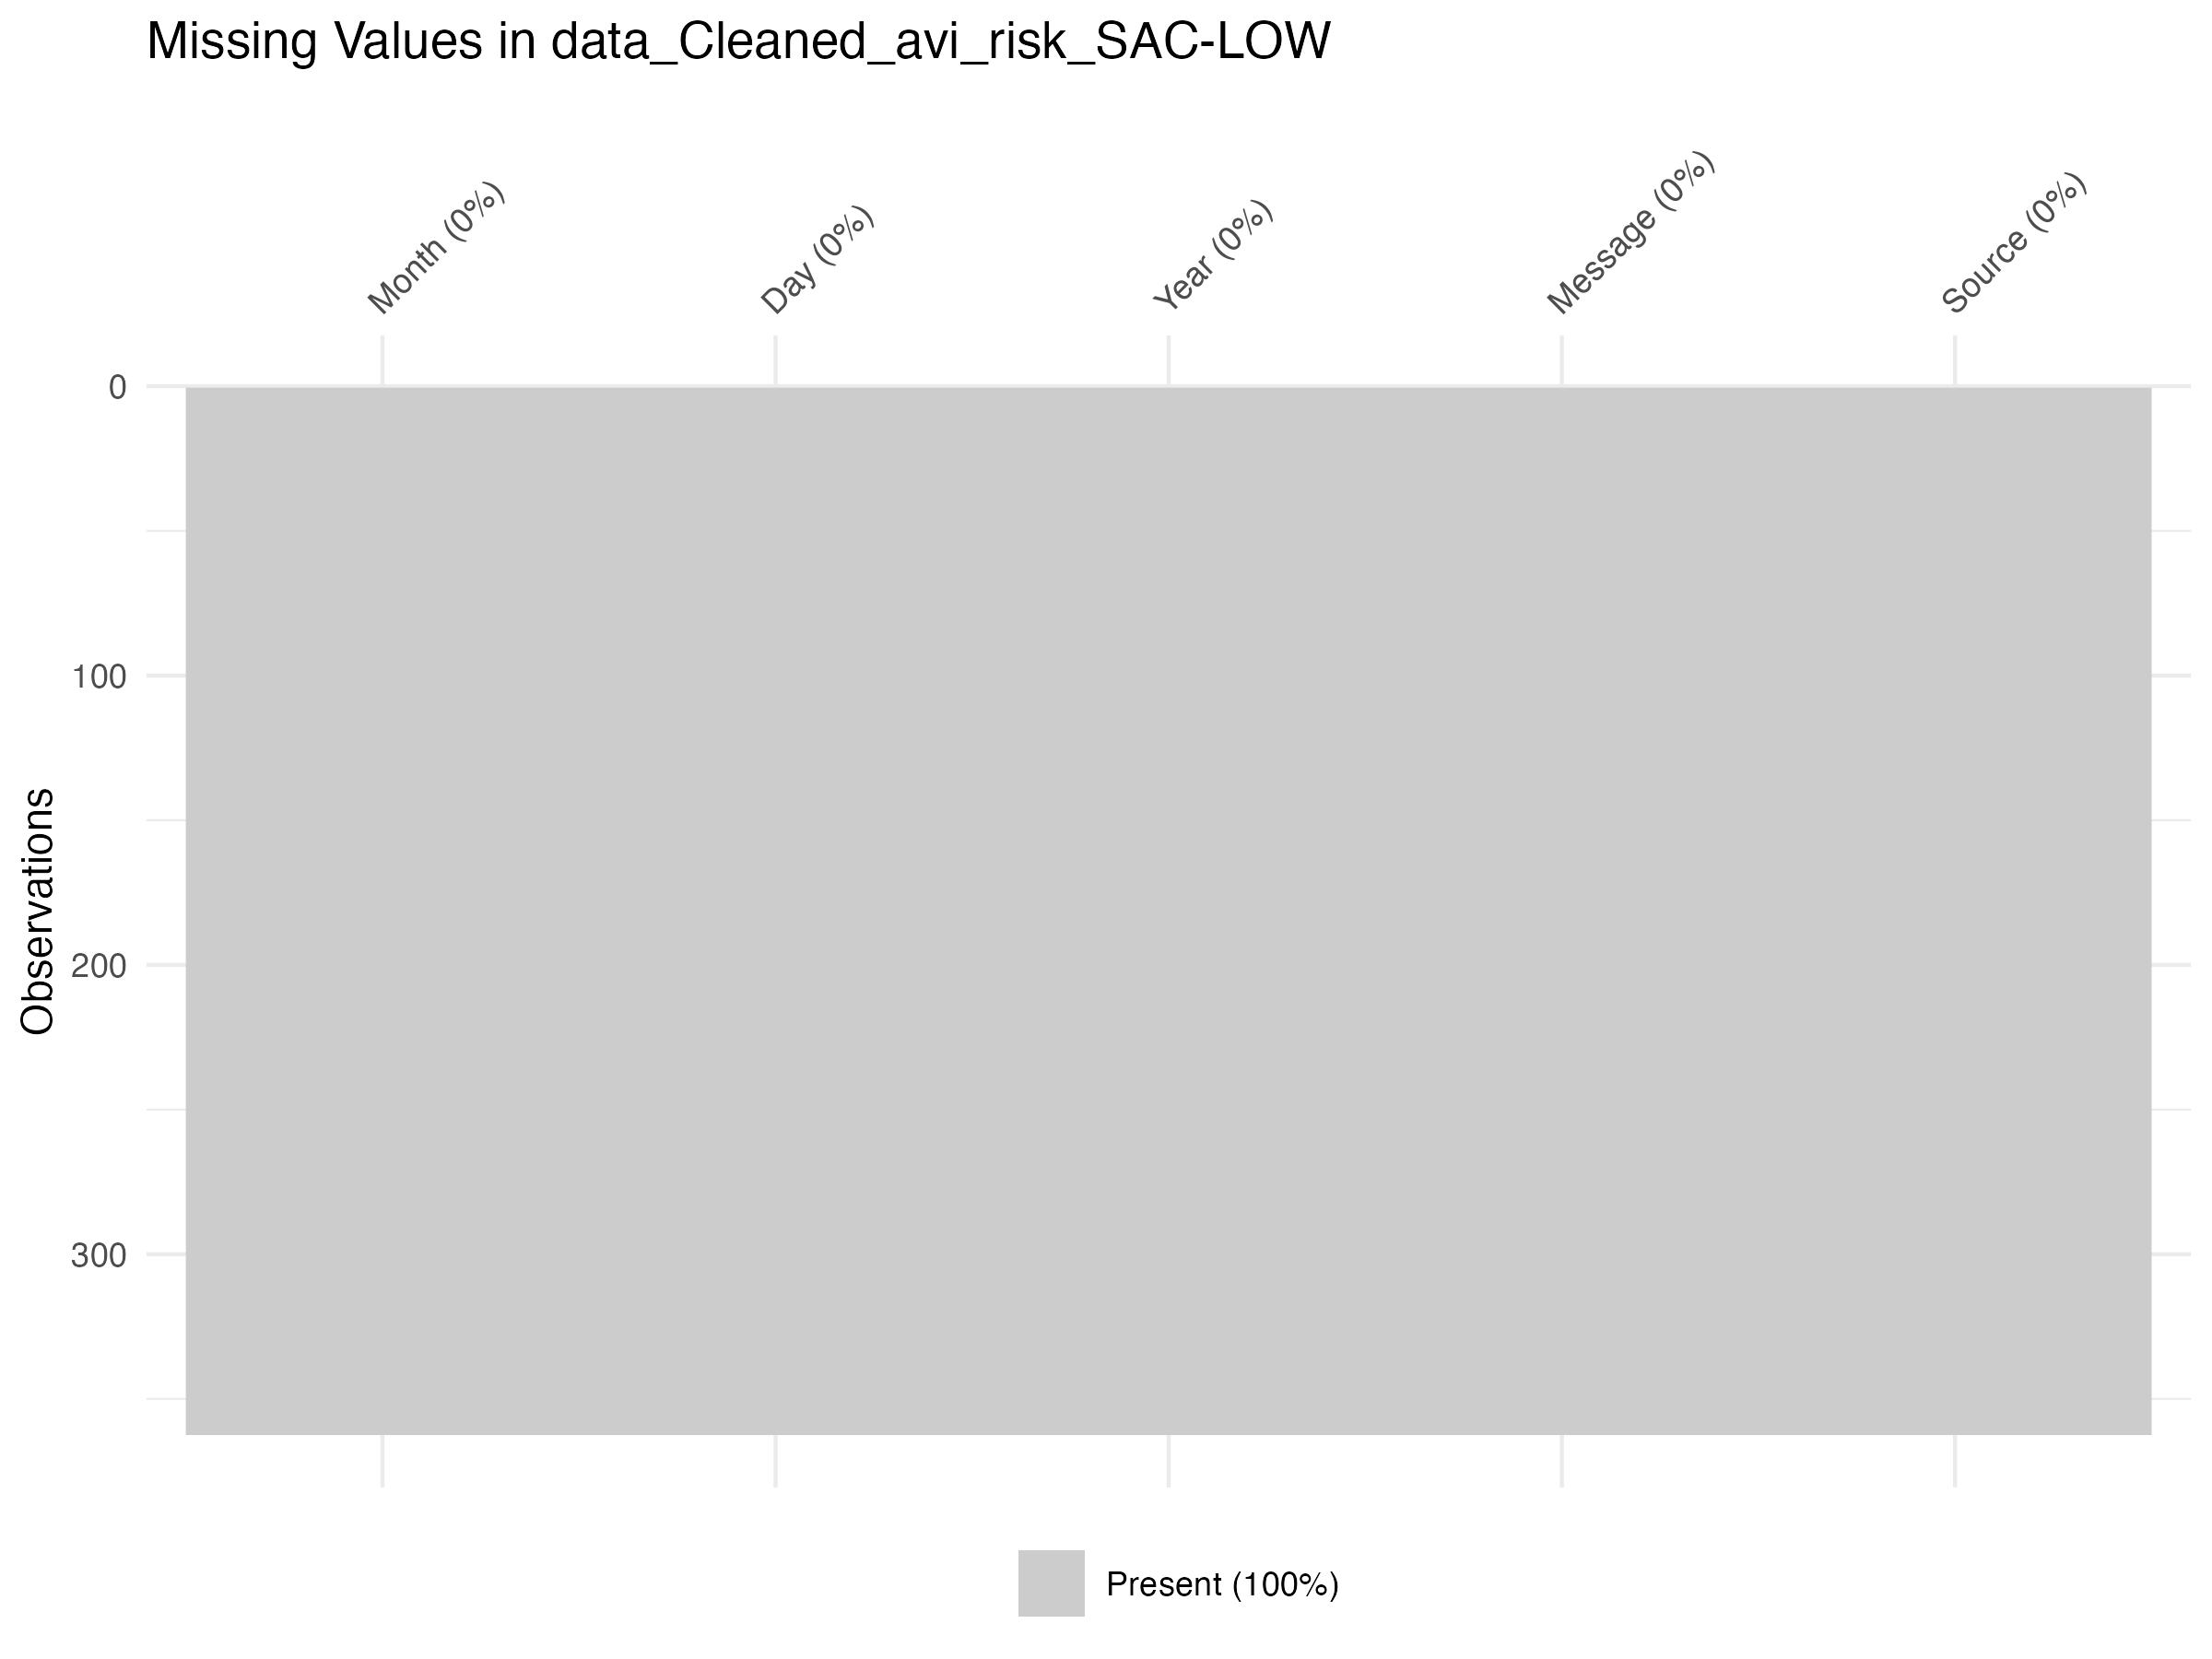 Missing Values in data_Cleaned_avi_risk_SAC-LOW
Month (0%)
Day (0%)
Year (0%)
Message (0%)
Source (0%)
0
100
200
300
Observations
Present (100%)